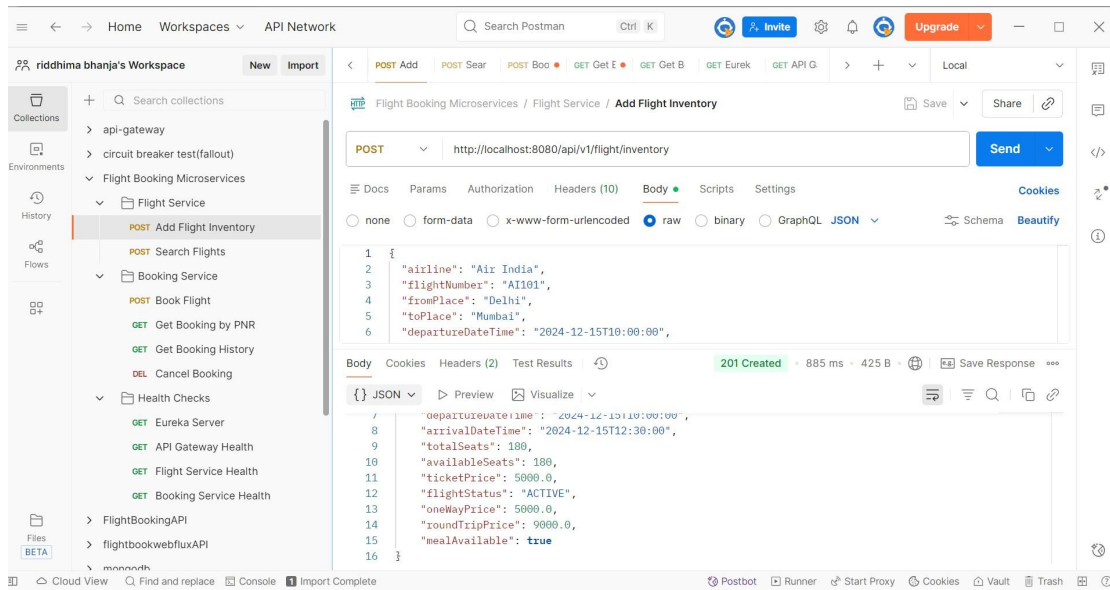 Home Workspaces API Network Search Postman Ctrl K Invite Upgrade
riddhima bhanja's Workspace New Import POST Add POST Sear POST Boo GET Get E GET Get B GET Eurek GET API G Local
Collections
Environments
History
Flows
Files
BETA
Search collections
api-gateway
circuit breaker test(fallout)
Flight Booking Microservices
Flight Service
POST Add Flight Inventory
POST Search Flights
Booking Service
POST Book Flight
GET Get Booking by PNR
GET Get Booking History
DEL Cancel Booking
Health Checks
GET Eureka Server
GET API Gateway Health
GET Flight Service Health
GET Booking Service Health
FlightBookingAPI
flightbookwebfluxAPI
mongodb
HTTP Flight Booking Microservices / Flight Service / Add Flight Inventory Save Share
POST http://localhost:8080/api/v1/flight/inventory Send
Docs Params Authorization Headers (10) Body Scripts Settings Cookies
none form-data x-www-form-urlencoded raw binary GraphQL JSON Schema Beautify
1 {
2 "airline": "Air India",
3 "flightNumber": "AI101",
4 "fromPlace": "Delhi",
5 "toPlace": "Mumbai",
6 "departureDateTime": "2024-12-15T10:00:00",
Body Cookies Headers (2) Test Results 201 Created 885 ms 425 B e.g. Save Response
{} JSON Preview Visualize
7 "departureDateTime": "2024-12-15T10:00:00",
8 "arrivalDateTime": "2024-12-15T12:30:00",
9 "totalSeats": 180,
10 "availableSeats": 180,
11 "ticketPrice": 5000.0,
12 "flightStatus": "ACTIVE",
13 "oneWayPrice": 5000.0,
14 "roundTripPrice": 9000.0,
15 "mealAvailable": true
16 }
Cloud View Find and replace Console 1 Import Complete Postbot Runner Start Proxy Cookies Vault Trash